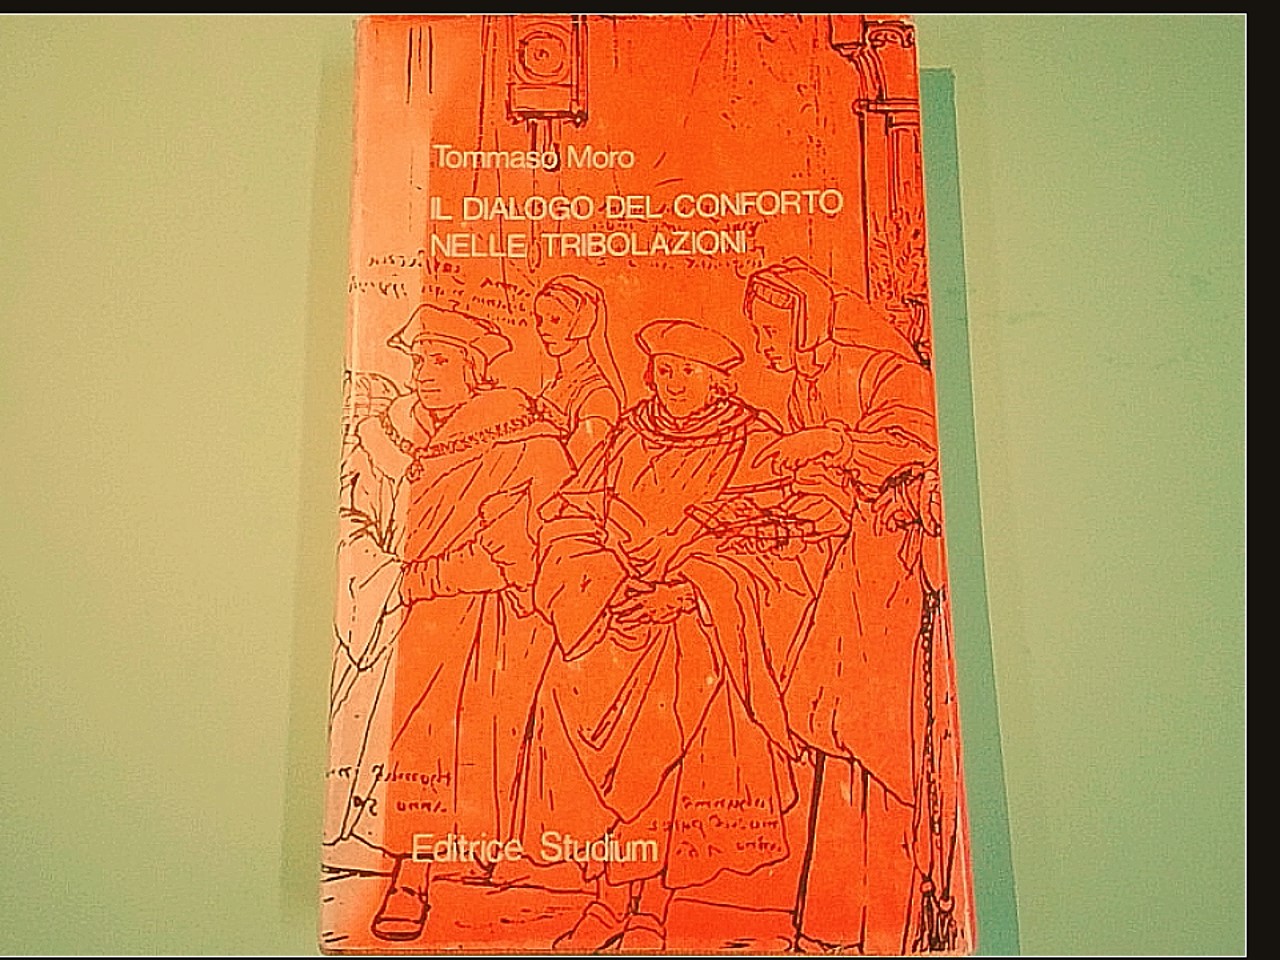 Tommaso Moro
IL DIALOGO DEL CONFORTO
NELLE TRIBOLAZIONI
Editrice Studium